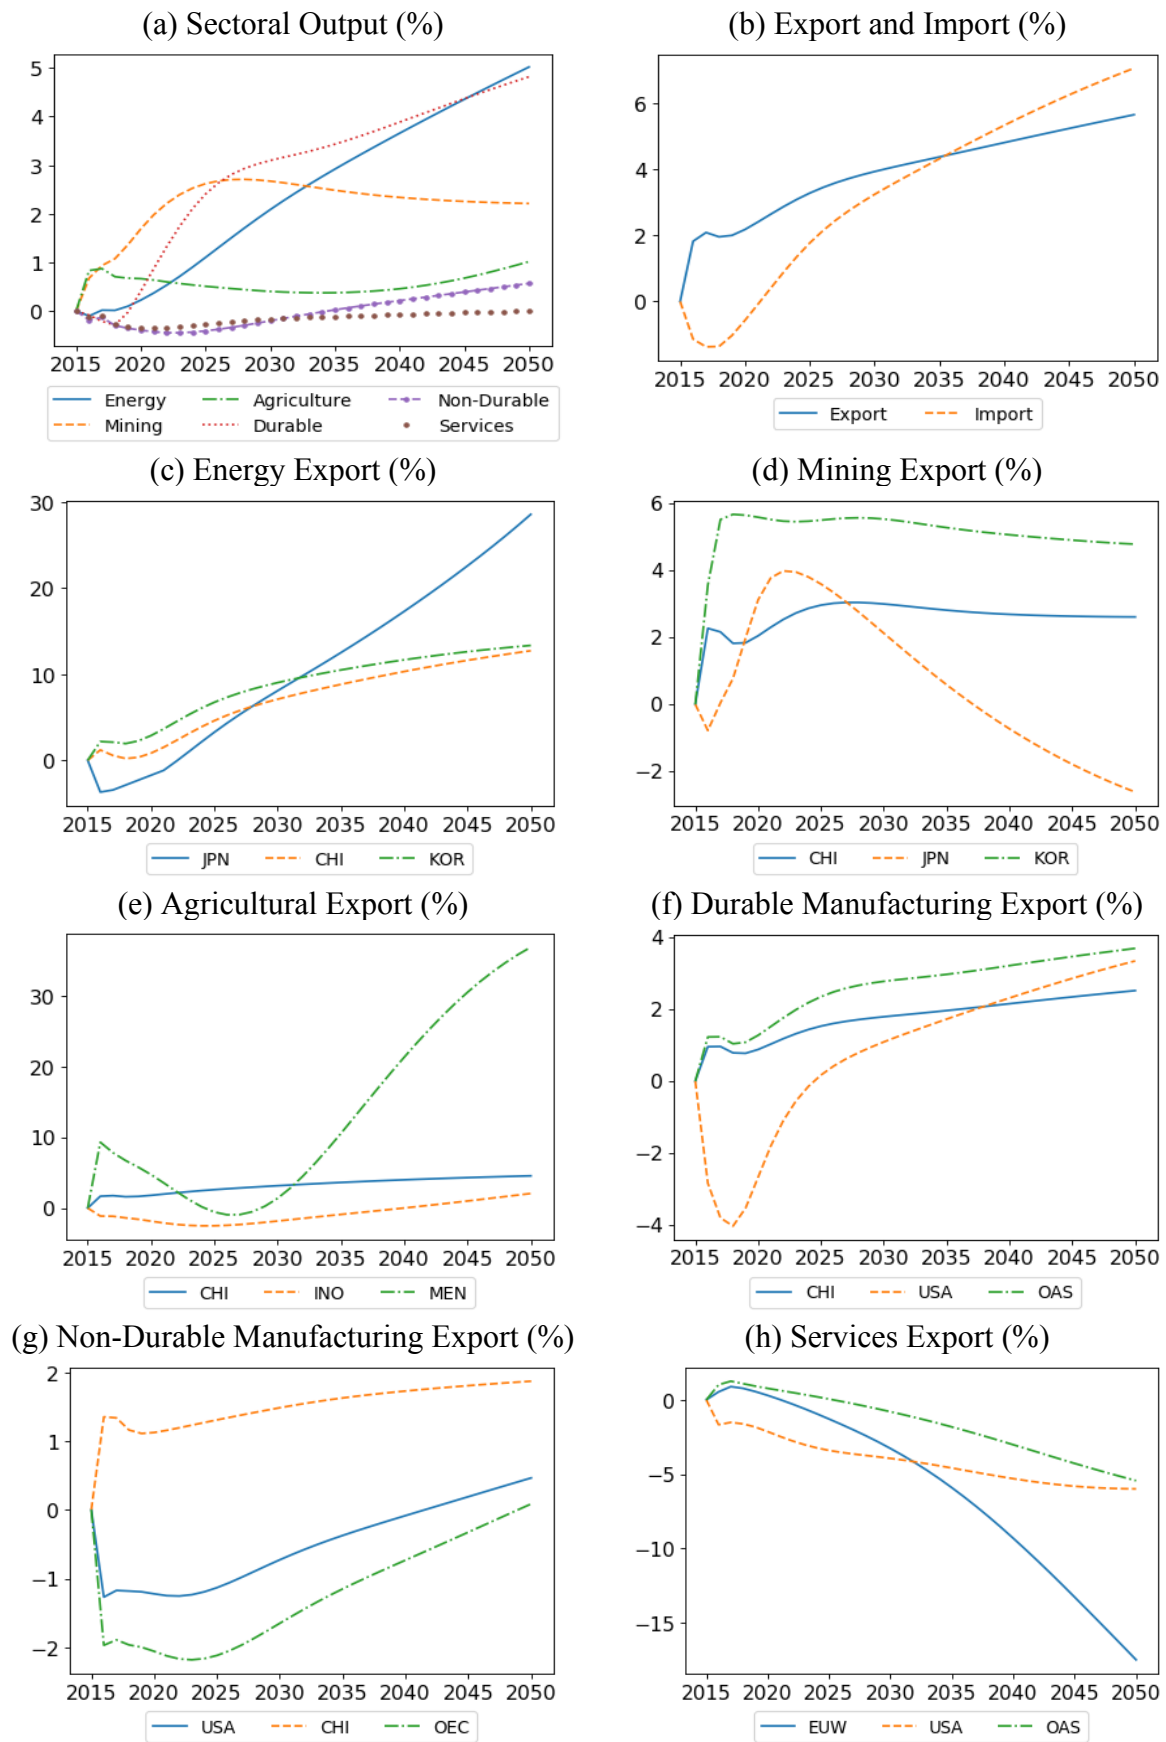 (a) Sectoral Output (%)
5
4
3
2
1
0
2015 2020 2025 2030 2035 2040 2045 2050
Energy Agriculture Non-Durable
Mining Durable Services
(b) Export and Import (%)
6
4
2
0
2015 2020 2025 2030 2035 2040 2045 2050
Export Import
(c) Energy Export (%)
30
20
10
0
2015 2020 2025 2030 2035 2040 2045 2050
JPN CHI KOR
(d) Mining Export (%)
6
4
2
0
−2
2015 2020 2025 2030 2035 2040 2045 2050
CHI JPN KOR
(e) Agricultural Export (%)
30
20
10
0
2015 2020 2025 2030 2035 2040 2045 2050
CHI INO MEN
(f) Durable Manufacturing Export (%)
4
2
0
−2
−4
2015 2020 2025 2030 2035 2040 2045 2050
CHI USA OAS
(g) Non-Durable Manufacturing Export (%)
2
1
0
−1
−2
2015 2020 2025 2030 2035 2040 2045 2050
USA CHI OEC
(h) Services Export (%)
0
−5
−10
−15
2015 2020 2025 2030 2035 2040 2045 2050
EUW USA OAS